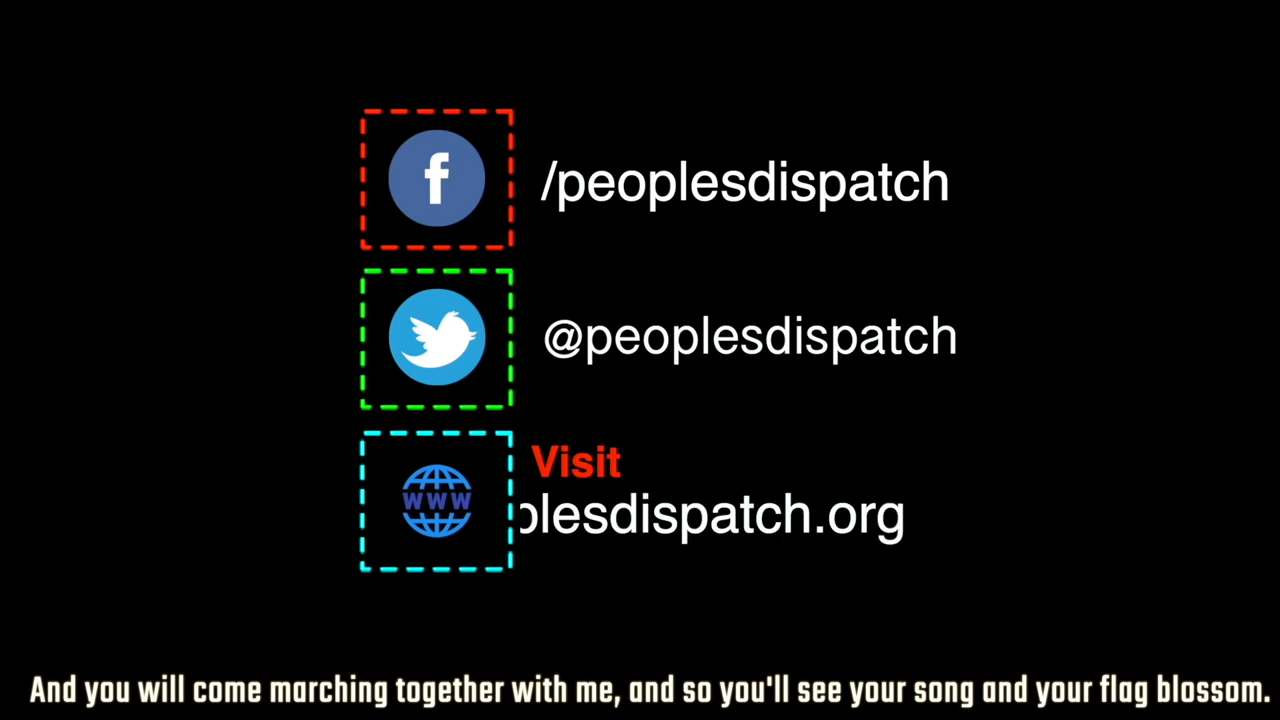 f
/peoplesdispatch
@peoplesdispatch
Visit
WWW
plesdispatch.org
And you will come marching together with me, and so you'll see your song and your flag blossom.